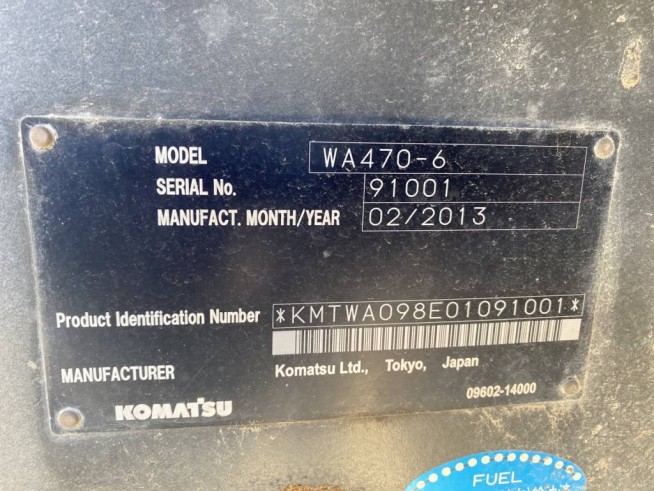 MODEL WA470-6
SERIAL No. 91001
MANUFACT. MONTH/YEAR 02/2013
Product Identification Number *KMTWA098E01091001*
MANUFACTURER Komatsu Ltd., Tokyo, Japan
09602-14000
KOMATSU
FUEL